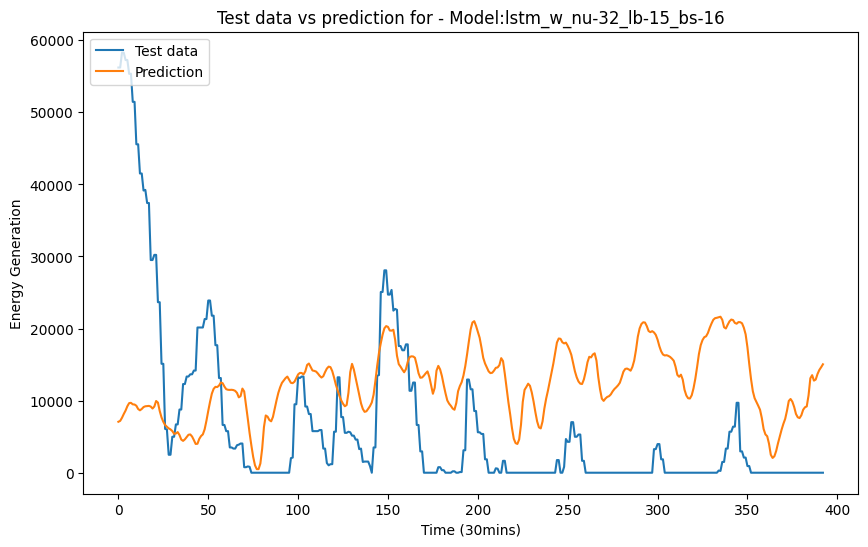 Test data vs prediction for - Model:lstm_w_nu-32_lb-15_bs-16
Test data
Prediction
Energy Generation
60000
50000
40000
30000
20000
10000
0
0 50 100 150 200 250 300 350 400
Time (30mins)